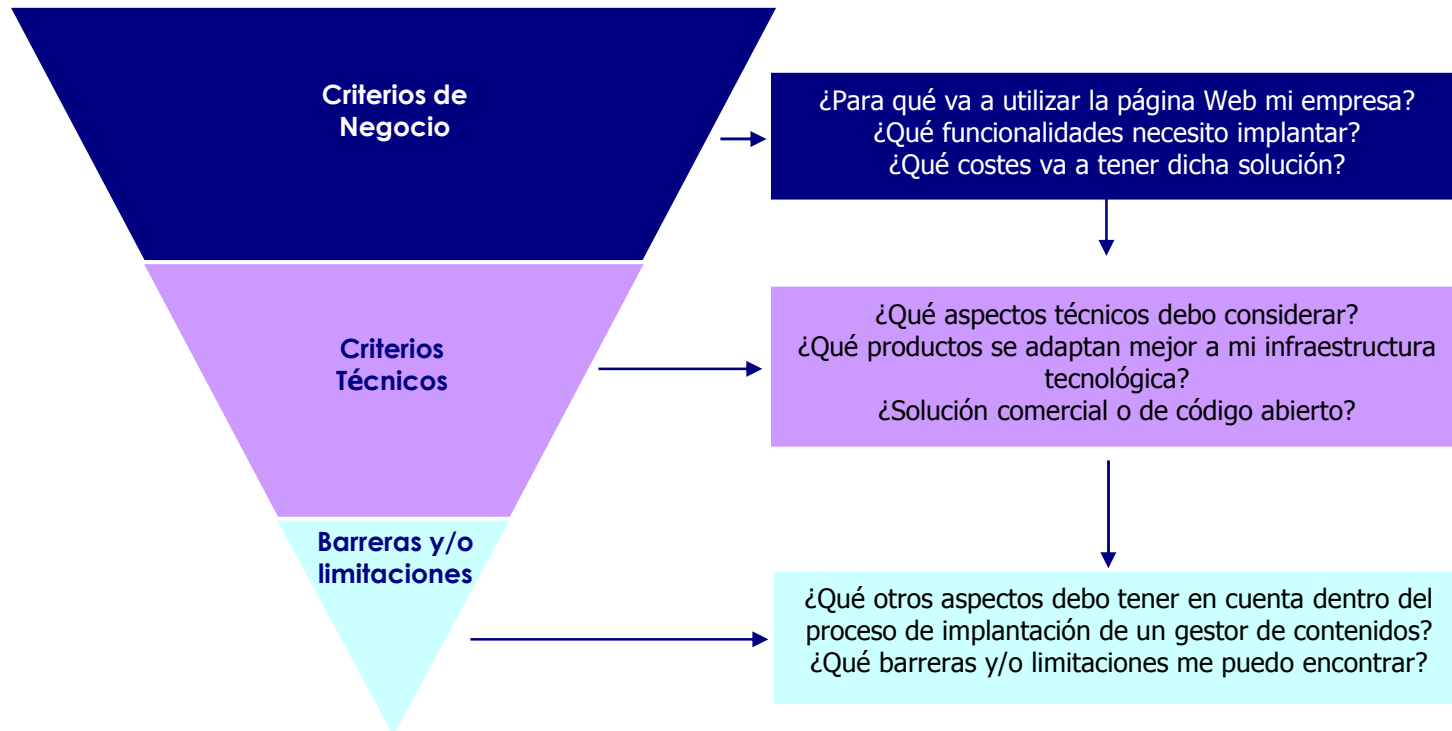 Criterios de
Negocio
¿Para qué va a utilizar la página Web mi empresa?
¿Qué funcionalidades necesito implantar?
¿Qué costes va a tener dicha solución?
Criterios
Técnicos
¿Qué aspectos técnicos debo considerar?
¿Qué productos se adaptan mejor a mi infraestructura
tecnológica?
¿Solución comercial o de código abierto?
Barreras y/o
limitaciones
¿Qué otros aspectos debo tener en cuenta dentro del
proceso de implantación de un gestor de contenidos?
¿Qué barreras y/o limitaciones me puedo encontrar?